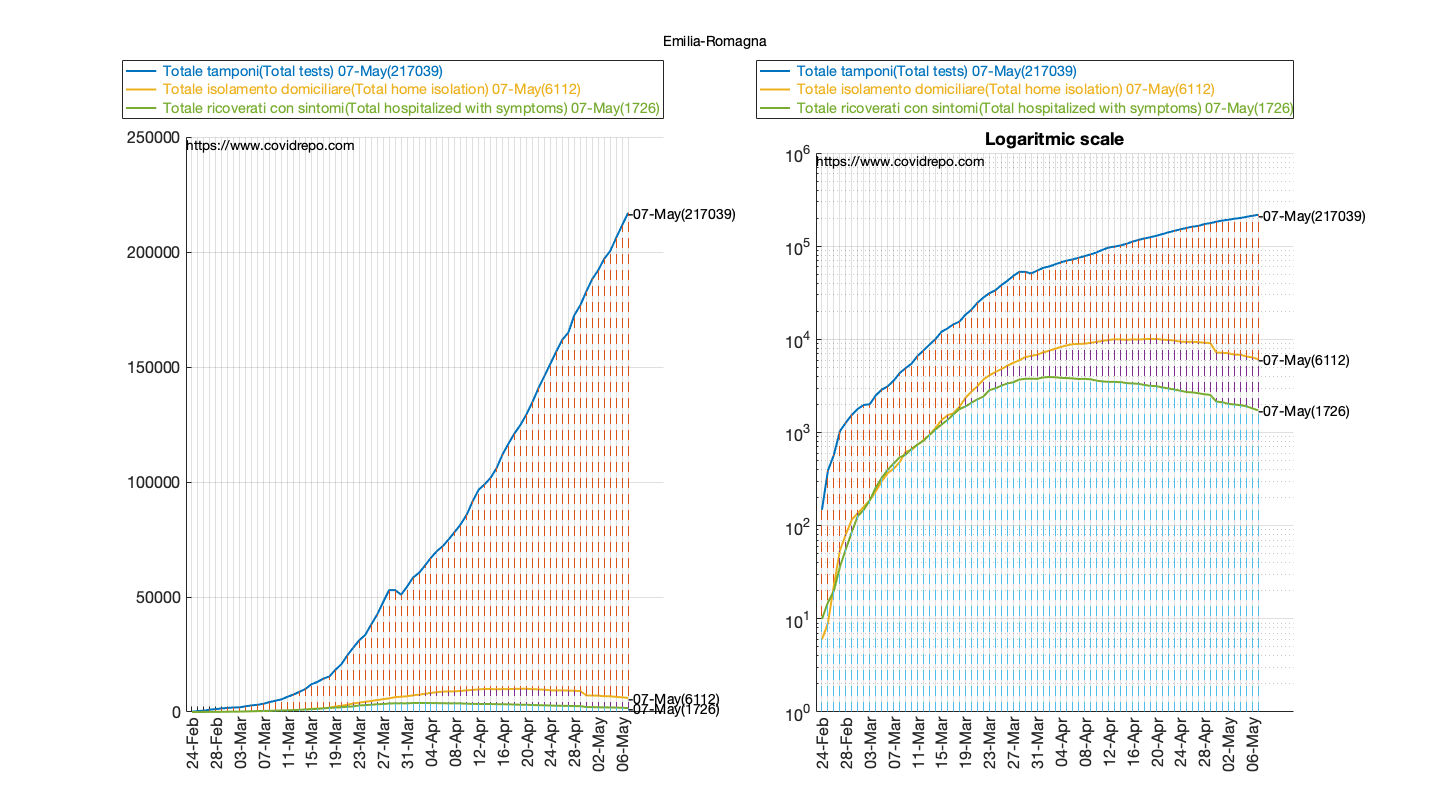 Emilia-Romagna
Totale tamponi(Total tests) 07-May(217039)
Totale isolamento domiciliare(Total home isolation) 07-May(6112)
Totale ricoverati con sintomi(Total hospitalized with symptoms) 07-May(1726)
250000
200000
150000
100000
50000
0
https://www.covidrepo.com
07-May(217039)
07-May(6112)
07-May(1726)
24-Feb
28-Feb
03-Mar
07-Mar
11-Mar
15-Mar
19-Mar
23-Mar
27-Mar
31-Mar
04-Apr
08-Apr
12-Apr
16-Apr
20-Apr
24-Apr
28-Apr
02-May
06-May
Totale tamponi(Total tests) 07-May(217039)
Totale isolamento domiciliare(Total home isolation) 07-May(6112)
Totale ricoverati con sintomi(Total hospitalized with symptoms) 07-May(1726)
Logaritmic scale
10^6
10^5
10^4
10^3
10^2
10^1
10^0
https://www.covidrepo.com
07-May(217039)
07-May(6112)
07-May(1726)
24-Feb
28-Feb
03-Mar
07-Mar
11-Mar
15-Mar
19-Mar
23-Mar
27-Mar
31-Mar
04-Apr
08-Apr
12-Apr
16-Apr
20-Apr
24-Apr
28-Apr
02-May
06-May